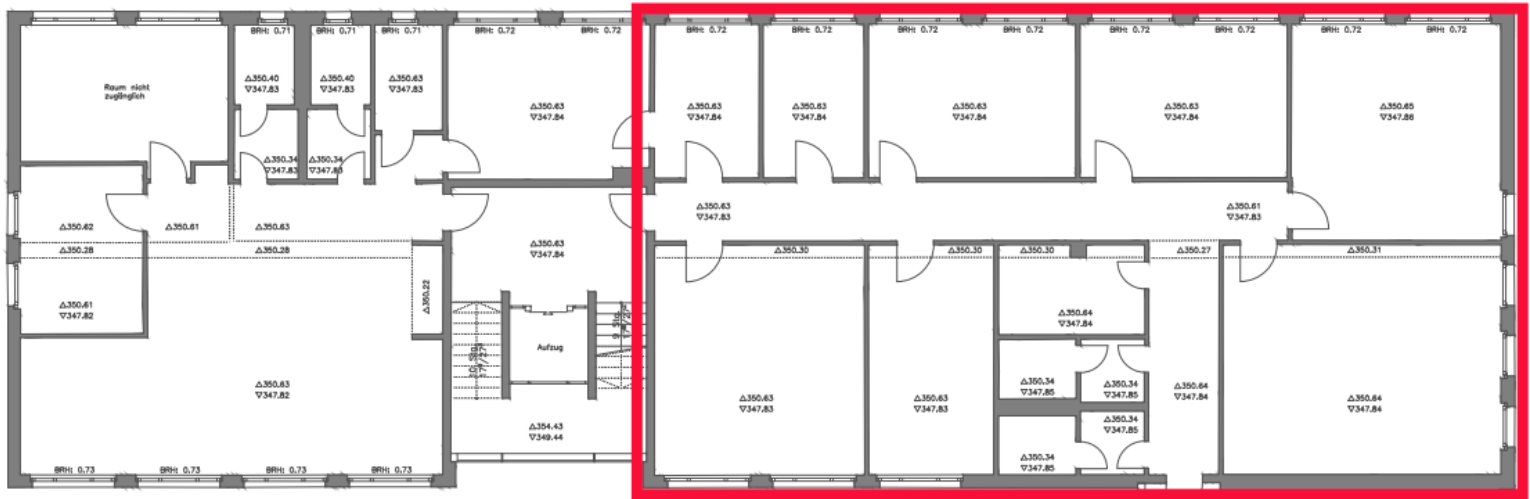 BRH: 0.71
BRH: 0.71
BRH: 0.71
BRH: 0.72
BRH: 0.72
BRH: 0.72
BRH: 0.72
BRH: 0.72
BRH: 0.72
BRH: 0.72
BRH: 0.72
BRH: 0.72
BRH: 0.72
Raum nicht
zugänglich
△350.40
▽347.83
△350.40
▽347.83
△350.63
▽347.83
△350.63
▽347.84
△350.63
▽347.84
△350.63
▽347.84
△350.63
▽347.84
△350.63
▽347.84
△350.65
▽347.86
△350.34
▽347.83
△350.34
▽347.83
△350.62
△350.61
△350.63
△350.63
▽347.83
△350.61
▽347.83
△350.28
△350.28
△350.63
▽347.84
△350.30
△350.30
△350.30
△350.27
△350.31
△350.22
△350.61
▽347.82
△350.64
▽347.84
10 Stg.
9 Stg.
Aufzug
△350.63
▽347.82
△350.34
▽347.85
△350.34
▽347.85
△350.64
▽347.84
△350.63
▽347.83
△350.63
▽347.83
△350.64
▽347.84
△354.43
▽349.44
△350.34
▽347.85
△350.34
▽347.85
BRH: 0.73
BRH: 0.73
BRH: 0.73
BRH: 0.73